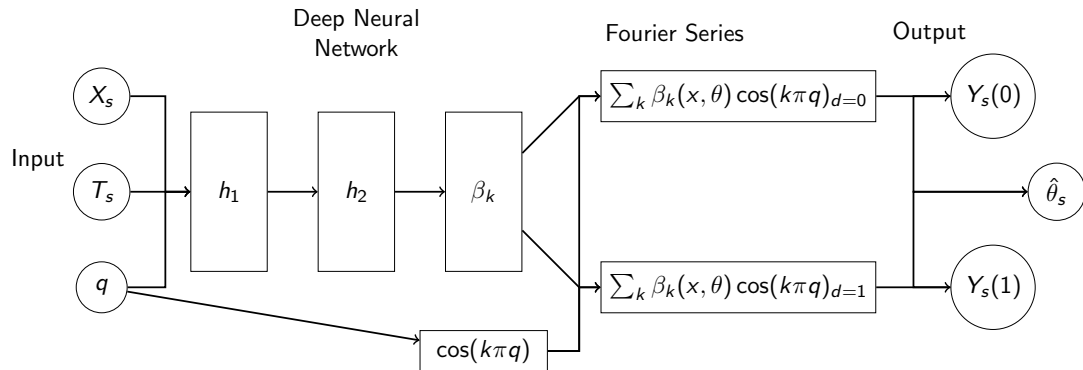 Deep Neural
Network
Fourier Series
Output
Input
X_s
T_s
q
h_1
h_2
β_k
cos(kπq)
∑_k β_k(x, θ) cos(kπq)_{d=0}
∑_k β_k(x, θ) cos(kπq)_{d=1}
Y_s(0)
θ̂_s
Y_s(1)